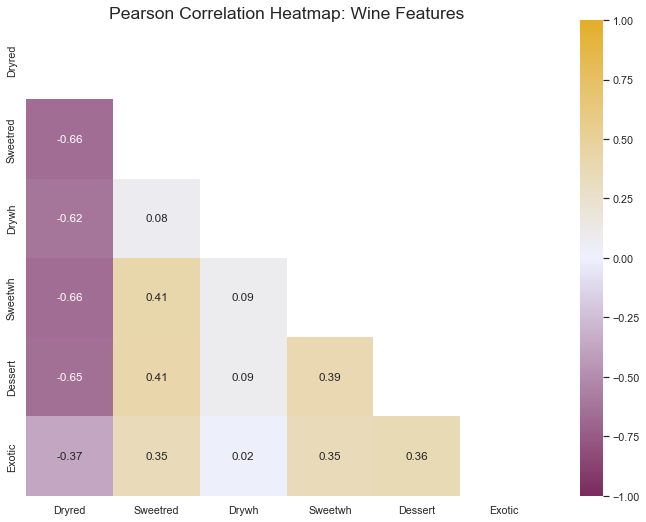 Pearson Correlation Heatmap: Wine Features
Dryred
Sweetred
-0.66
Drywh
-0.62 0.08
Sweetwh
-0.66 0.41 0.09
Dessert
-0.65 0.41 0.09 0.39
Exotic
-0.37 0.35 0.02 0.35 0.36
Dryred Sweetred Drywh Sweetwh Dessert Exotic
1.00
0.75
0.50
0.25
0.00
−0.25
−0.50
−0.75
−1.00